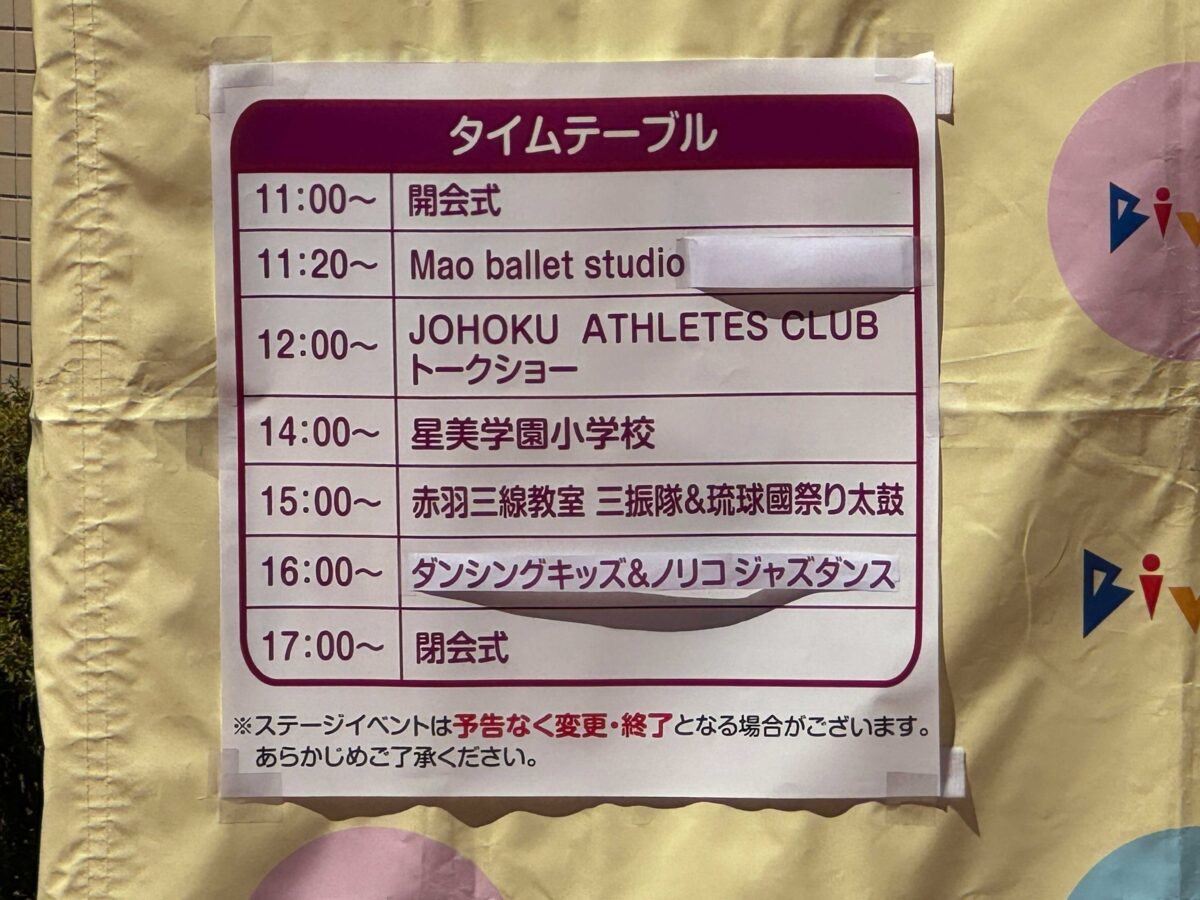 タイムテーブル
11:00～ 開会式
11:20～ Mao ballet studio
12:00～ JOHOKU ATHLETES CLUB
トークショー
14:00～ 星美学園小学校
15:00～ 赤羽三線教室 三振隊&琉球國祭り太鼓
16:00～ ダンシングキッズ&ノリコ ジャズダンス
17:00～ 閉会式
※ステージイベントは予告なく変更・終了となる場合がございます。
あらかじめご了承ください。